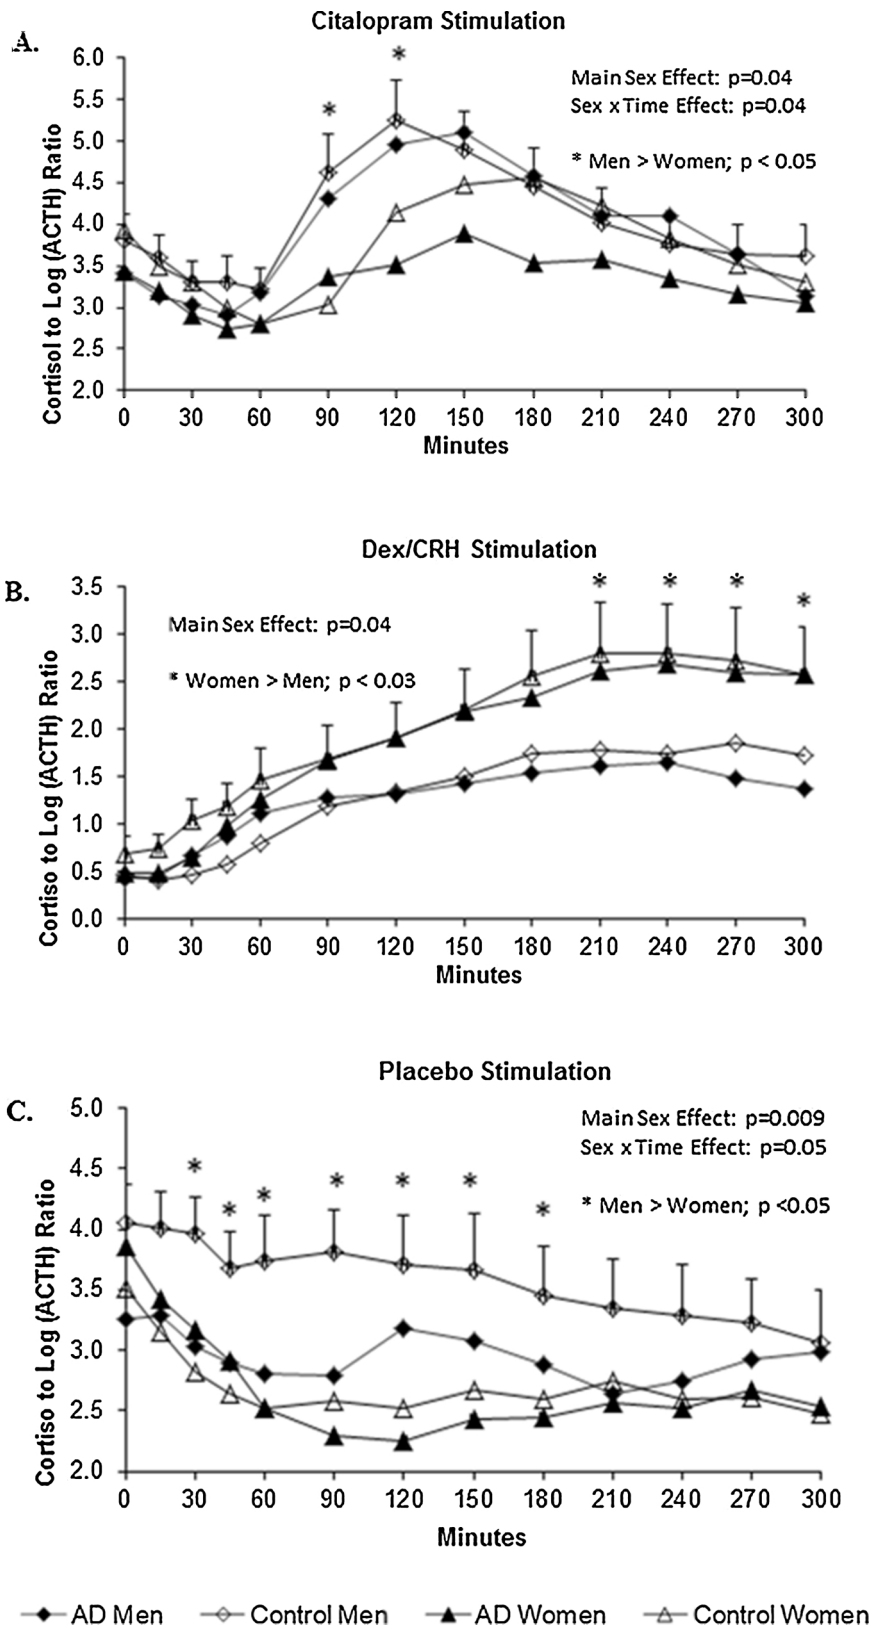 Citalopram Stimulation
A.
6.0
5.5
5.0
4.5
4.0
3.5
3.0
2.5
2.0
Cortisol to Log (ACTH) Ratio
*
*
Main Sex Effect: p=0.04
Sex x Time Effect: p=0.04
* Men > Women; p < 0.05
0 30 60 90 120 150 180 210 240 270 300
Minutes
Dex/CRH Stimulation
B.
3.5
3.0
2.5
2.0
1.5
1.0
0.5
0.0
Cortiso to Log (ACTH) Ratio
Main Sex Effect: p=0.04
* Women > Men; p < 0.03
* * * *
0 30 60 90 120 150 180 210 240 270 300
Minutes
Placebo Stimulation
C.
5.0
4.5
4.0
3.5
3.0
2.5
2.0
Cortiso to Log (ACTH) Ratio
Main Sex Effect: p=0.009
Sex x Time Effect: p=0.05
* Men > Women; p <0.05
* * * * * * *
0 30 60 90 120 150 180 210 240 270 300
Minutes
AD Men Control Men AD Women Control Women